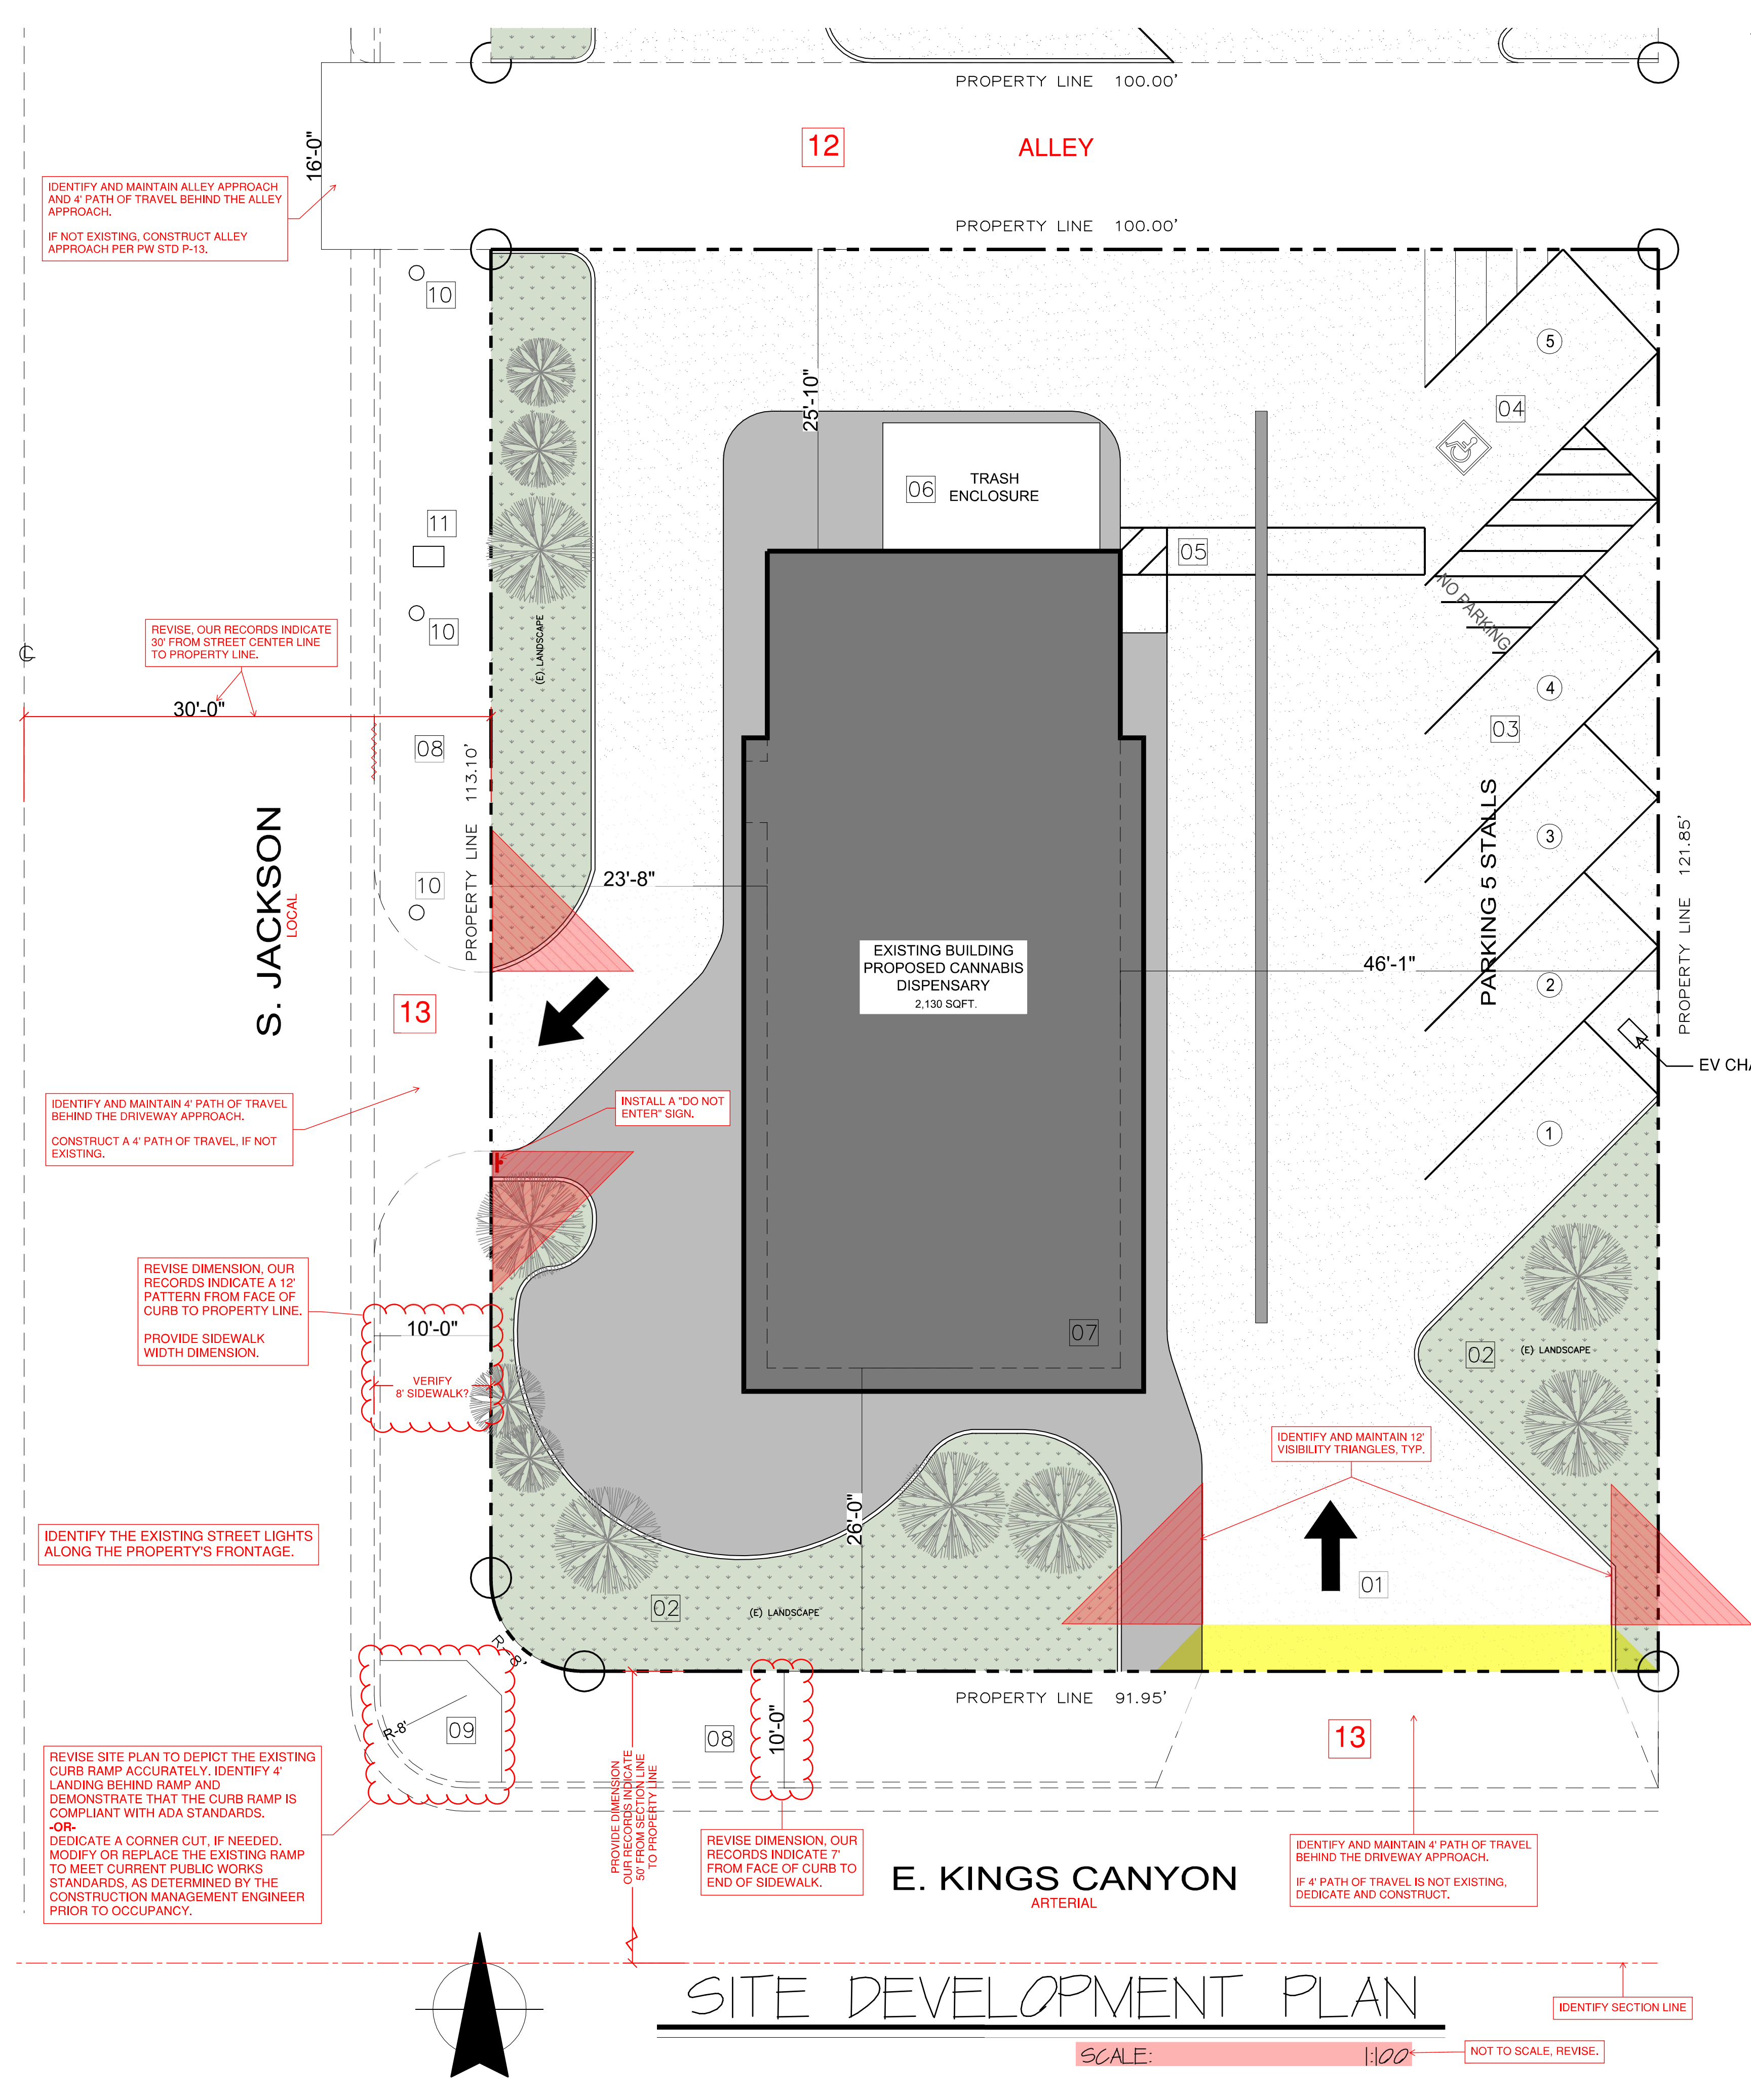 PROPERTY LINE 100.00'
12
ALLEY
16'-0"
IDENTIFY AND MAINTAIN ALLEY APPROACH
AND 4' PATH OF TRAVEL BEHIND THE ALLEY
APPROACH.
IF NOT EXISTING, CONSTRUCT ALLEY
APPROACH PER PW STD P-13.
PROPERTY LINE 100.00'
10
5
25'-10"
04
06
TRASH
ENCLOSURE
11
05
NO PARKING
10
(E) LANDSCAPE
REVISE, OUR RECORDS INDICATE
30' FROM STREET CENTER LINE
TO PROPERTY LINE.
30'-0"
4
03
08
PROPERTY LINE 113.10'
S. JACKSON
LOCAL
10
23'-8"
3
PARKING 5 STALLS
PROPERTY LINE 121.85'
EXISTING BUILDING
PROPOSED CANNABIS
DISPENSARY
2,130 SQFT.
46'-1"
2
13
EV CHA
IDENTIFY AND MAINTAIN 4' PATH OF TRAVEL
BEHIND THE DRIVEWAY APPROACH.
CONSTRUCT A 4' PATH OF TRAVEL, IF NOT
EXISTING.
INSTALL A "DO NOT
ENTER" SIGN.
1
REVISE DIMENSION, OUR
RECORDS INDICATE A 12'
PATTERN FROM FACE OF
CURB TO PROPERTY LINE.
PROVIDE SIDEWALK
WIDTH DIMENSION.
10'-0"
VERIFY
8' SIDEWALK?
07
02
(E) LANDSCAPE
IDENTIFY AND MAINTAIN 12'
VISIBILITY TRIANGLES, TYP.
26'-0"
IDENTIFY THE EXISTING STREET LIGHTS
ALONG THE PROPERTY'S FRONTAGE.
01
02
(E) LANDSCAPE
R-8'
PROPERTY LINE 91.95'
R-8'
09
08
10'-0"
13
REVISE SITE PLAN TO DEPICT THE EXISTING
CURB RAMP ACCURATELY. IDENTIFY 4'
LANDING BEHIND RAMP AND
DEMONSTRATE THAT THE CURB RAMP IS
COMPLIANT WITH ADA STANDARDS.
-OR-
DEDICATE A CORNER CUT, IF NEEDED.
MODIFY OR REPLACE THE EXISTING RAMP
TO MEET CURRENT PUBLIC WORKS
STANDARDS, AS DETERMINED BY THE
CONSTRUCTION MANAGEMENT ENGINEER
PRIOR TO OCCUPANCY.
PROVIDE DIMENSION
OUR RECORDS INDICATE
50' FROM SECTION LINE
TO PROPERTY LINE
REVISE DIMENSION, OUR
RECORDS INDICATE 7'
FROM FACE OF CURB TO
END OF SIDEWALK.
E. KINGS CANYON
ARTERIAL
IDENTIFY AND MAINTAIN 4' PATH OF TRAVEL
BEHIND THE DRIVEWAY APPROACH.
IF 4' PATH OF TRAVEL IS NOT EXISTING,
DEDICATE AND CONSTRUCT.
SITE DEVELOPMENT PLAN
IDENTIFY SECTION LINE
SCALE: 1:100
NOT TO SCALE, REVISE.